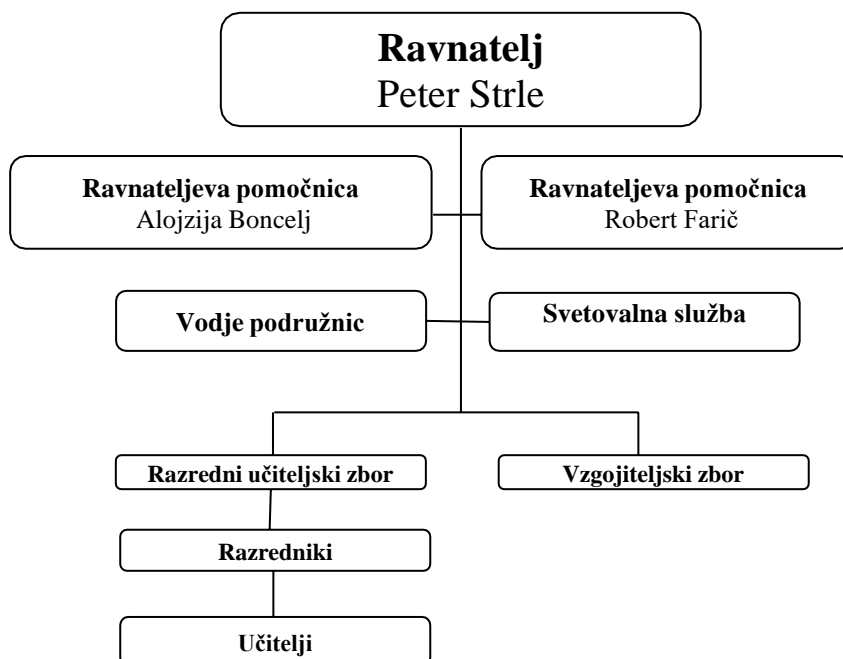 Ravnatelj
Peter Strle
Ravnateljeva pomočnica
Alojzija Boncelj
Ravnateljeva pomočnica
Robert Farič
Vodje podružnic
Svetovalna služba
Razredni učiteljski zbor
Vzgojiteljski zbor
Razredniki
Učitelji